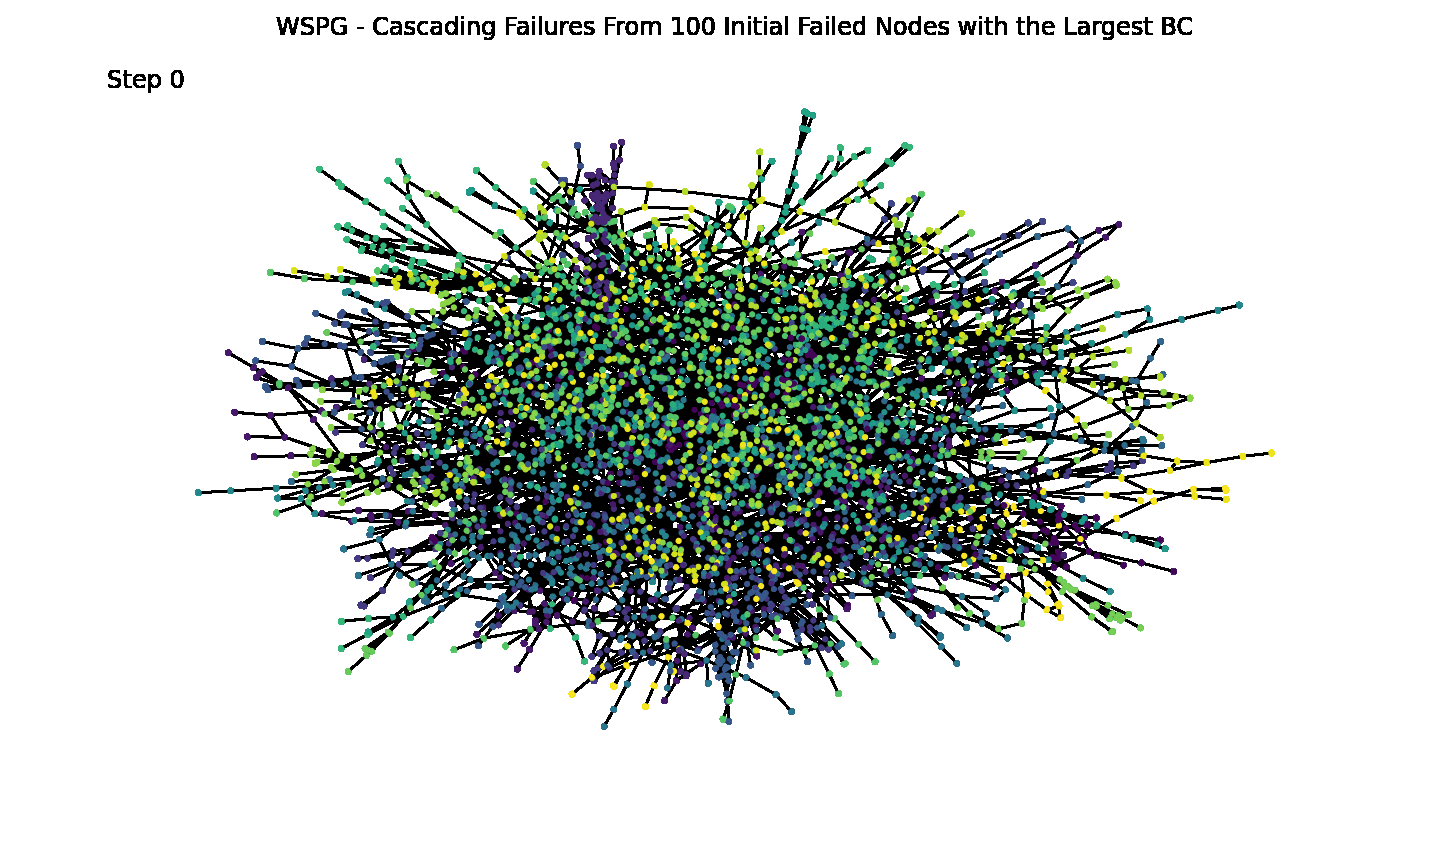 WSPG - Cascading Failures From 100 Initial Failed Nodes with the Largest BC
Step 0